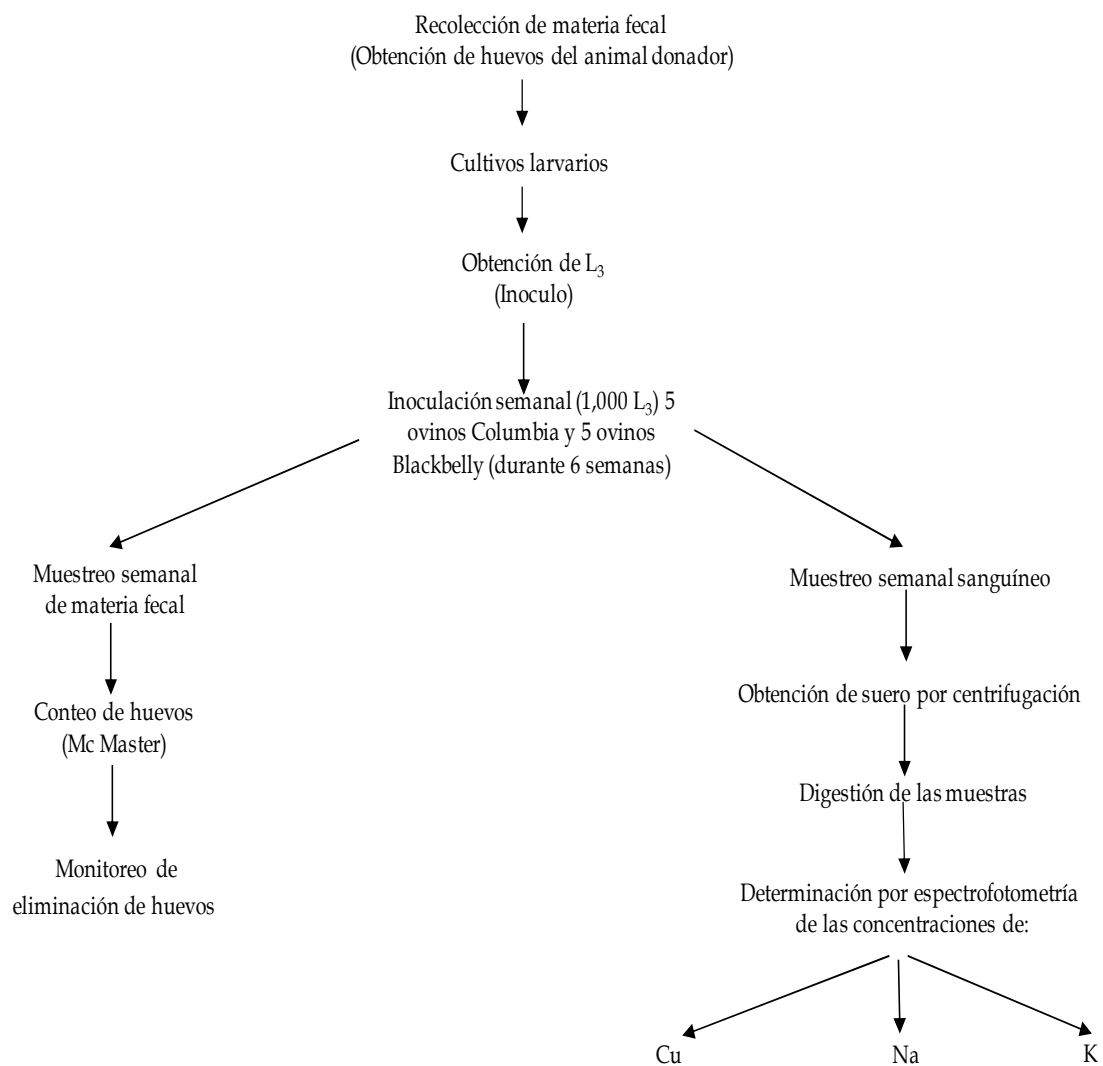 Recolección de materia fecal
(Obtención de huevos del animal donador)
Cultivos larvarios
Obtención de L₃
(Inoculo)
Inoculación semanal (1,000 L₃) 5
ovinos Columbia y 5 ovinos
Blackbelly (durante 6 semanas)
Muestreo semanal
de materia fecal
Conteo de huevos
(Mc Master)
Monitoreo de
eliminación de huevos
Muestreo semanal sanguíneo
Obtención de suero por centrifugación
Digestión de las muestras
Determinación por espectrofotometría
de las concentraciones de:
Cu
Na
K